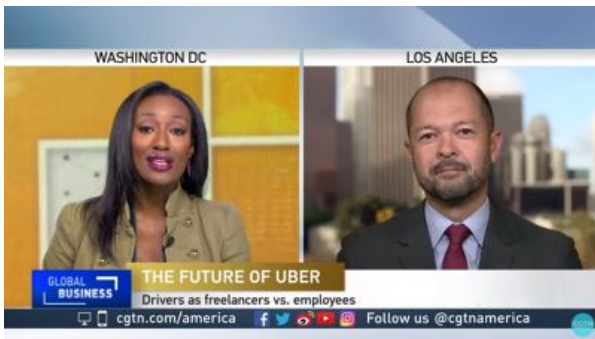 WASHINGTON DC
LOS ANGELES
GLOBAL
BUSINESS
THE FUTURE OF UBER
Drivers as freelancers vs. employees
cgtn.com/america
Follow us @cgtnamerica